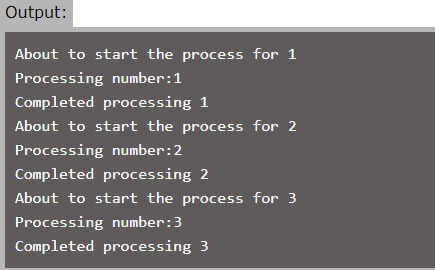 Output:
About to start the process for 1
Processing number:1
Completed processing 1
About to start the process for 2
Processing number:2
Completed processing 2
About to start the process for 3
Processing number:3
Completed processing 3